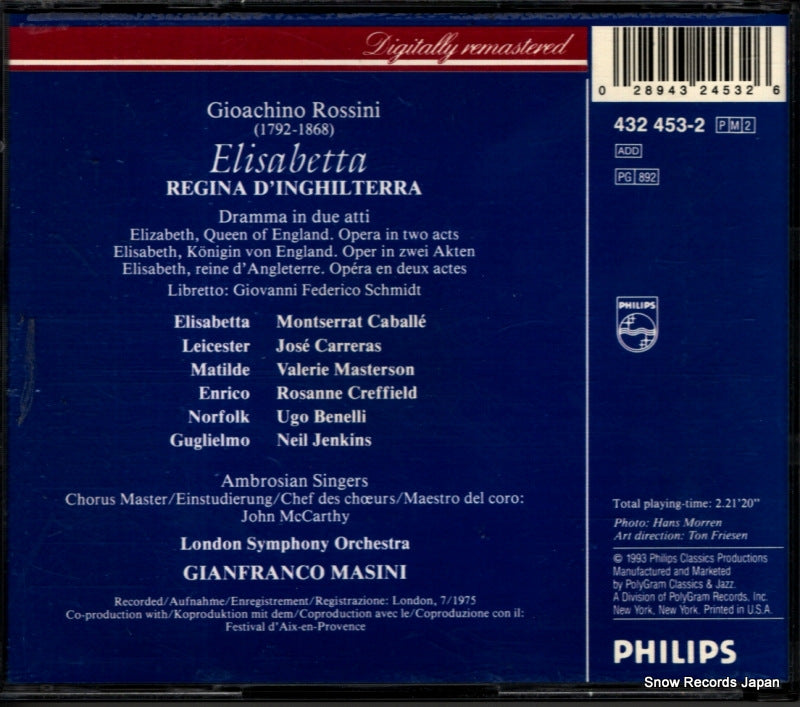 Digitally remastered
Gioachino Rossini
(1792-1868)
Elisabetta
REGINA D'INGHILTERRA
Dramma in due atti
Elizabeth, Queen of England. Opera in two acts
Elisabeth, Königin von England. Oper in zwei Akten
Elisabeth, reine d'Angleterre. Opéra en deux actes
Libretto: Giovanni Federico Schmidt
Elisabetta Montserrat Caballé
Leicester José Carreras
Matilde Valerie Masterson
Enrico Rosanne Creffield
Norfolk Ugo Benelli
Guglielmo Neil Jenkins
Ambrosian Singers
Chorus Master/Einstudierung/Chef des chœurs/Maestro del coro:
John McCarthy
London Symphony Orchestra
GIANFRANCO MASINI
Recorded/Aufnahme/Enregistrement/Registrazione: London, 7/1975
Co-production with/Koproduktion mit dem/Coproduction avec le/Coproduzione con il:
Festival d'Aix-en-Provence
0 28943 24532 6
432 453-2 PM2
ADD
PG 892
PHILIPS
Total playing-time: 2.21'20"
Photo: Hans Morren
Art direction: Ton Friesen
© 1993 Philips Classics Productions
Manufactured and Marketed
by PolyGram Classics & Jazz.
A Division of PolyGram Records, Inc.
New York, New York. Printed in U.S.A.
PHILIPS
Snow Records Japan